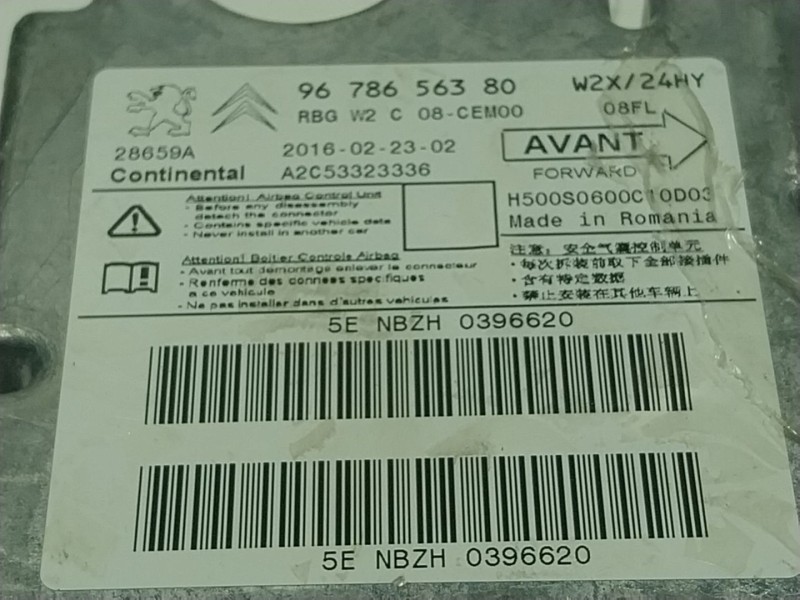 96 786 563 80
W2X/24HY
RBG W2 C 08-CEM00
08FL
28659A
2016-02-23-02
AVANT
Continental
A2C53323336
FORWARD
Attention! Airbag Control Unit
- Before any disassembly
detach the connector
- Contains specific vehicle data
- Never install in another car
H500S0600C10D03
Made in Romania
Attention! Boitier Controle Airbag
- Avant tout demontage enlever le connecteur
- Renferme des donnees specifiques
a ce vehicule
- Ne pas installer dans d'autres vehicules
注意: 安全气囊控制单元
• 每次拆装前取下全部接插件
• 含有特定数据
• 禁止安装在其他车辆上
5E NBZH 0396620
5E NBZH 0396620